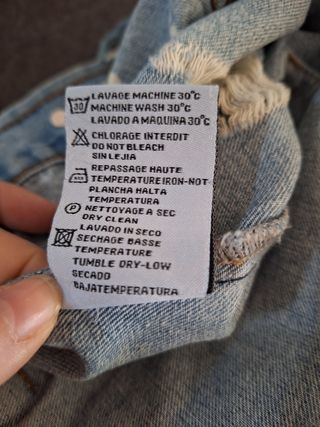 LAVAGE MACHINE 30°C
30 MACHINE WASH 30°C
LAVADO A MAQUINA 30°C
CHLORAGE INTERDIT
DO NOT BLEACH
SIN LEJIA
REPASSAGE HAUTE
TEMPERATURE IRON-HOT
PLANCHA HALTA
TEMPERATURA
P NETTOYAGE A SEC
DRY CLEAN
LAVADO IN SECO
SECHAGE BASSE
TEMPERATURE
TUMBLE DRY-LOW
SECADO
BAJATEMPERATURA